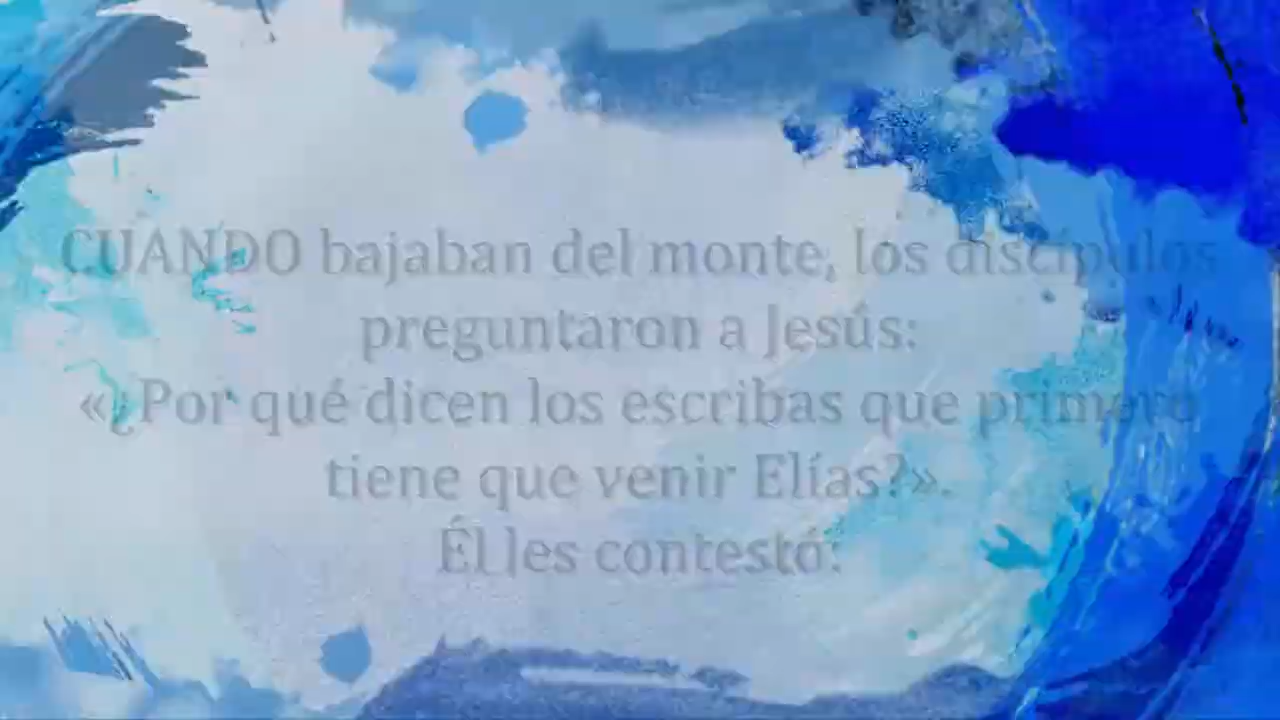 CUANDO bajaban del monte, los discípulos
preguntaron a Jesús:
«¿Por qué dicen los escribas que primero
tiene que venir Elías?».
Él les contestó: